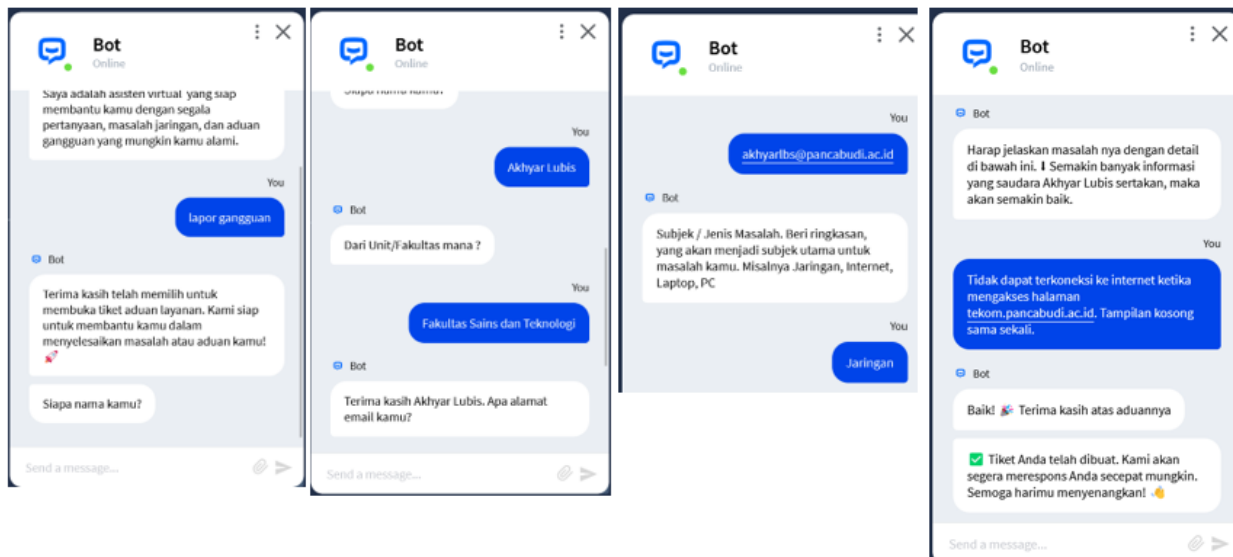 Bot
Online
Saya adalah asisten virtual yang siap
membantu kamu dengan segala
pertanyaan, masalah jaringan, dan aduan
gangguan yang mungkin kamu alami.
You
lapor gangguan
Bot
Terima kasih telah memilih untuk
membuka tiket aduan layanan. Kami siap
untuk membantu kamu dalam
menyelesaikan masalah atau aduan kamu!
🚀
Siapa nama kamu?
Send a message...
Bot
Online
Siapa nama kamu?
You
Akhyar Lubis
Bot
Dari Unit/Fakultas mana ?
You
Fakultas Sains dan Teknologi
Bot
Terima kasih Akhyar Lubis. Apa alamat
email kamu?
Send a message...
Bot
Online
You
akhyarlbs@pancabudi.ac.id
Bot
Subjek / Jenis Masalah. Beri ringkasan,
yang akan menjadi subjek utama untuk
masalah kamu. Misalnya Jaringan, Internet,
Laptop, PC
You
Jaringan
Bot
Online
Bot
Harap jelaskan masalah nya dengan detail
di bawah ini. ⬇ Semakin banyak informasi
yang saudara Akhyar Lubis sertakan, maka
akan semakin baik.
You
Tidak dapat terkoneksi ke internet ketika
mengakses halaman
tekom.pancabudi.ac.id. Tampilan kosong
sama sekali.
Bot
Baik! 🎉 Terima kasih atas aduannya
✅ Tiket Anda telah dibuat. Kami akan
segera merespons Anda secepat mungkin.
Semoga harimu menyenangkan! 👋
Send a message...